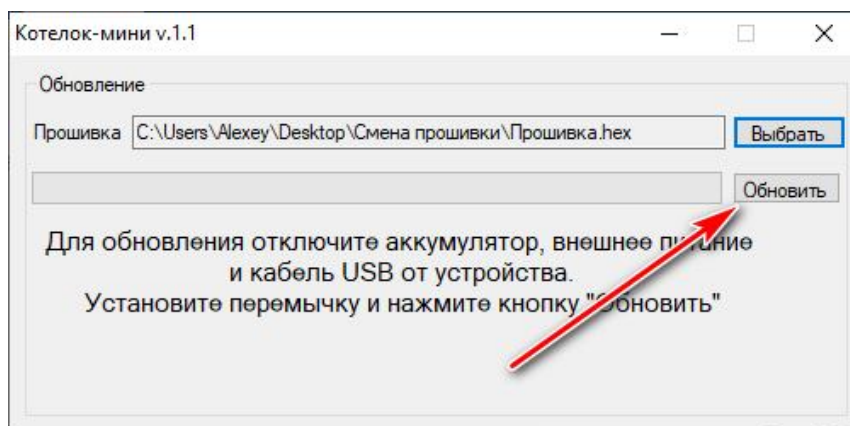 Котелок-мини v.1.1
Обновление
Прошивка C:\Users\Alexey\Desktop\Смена прошивки\Прошивка.hex Выбрать
Обновить
Для обновления отключите аккумулятор, внешнее питание
и кабель USB от устройства.
Установите перемычку и нажмите кнопку "Обновить"